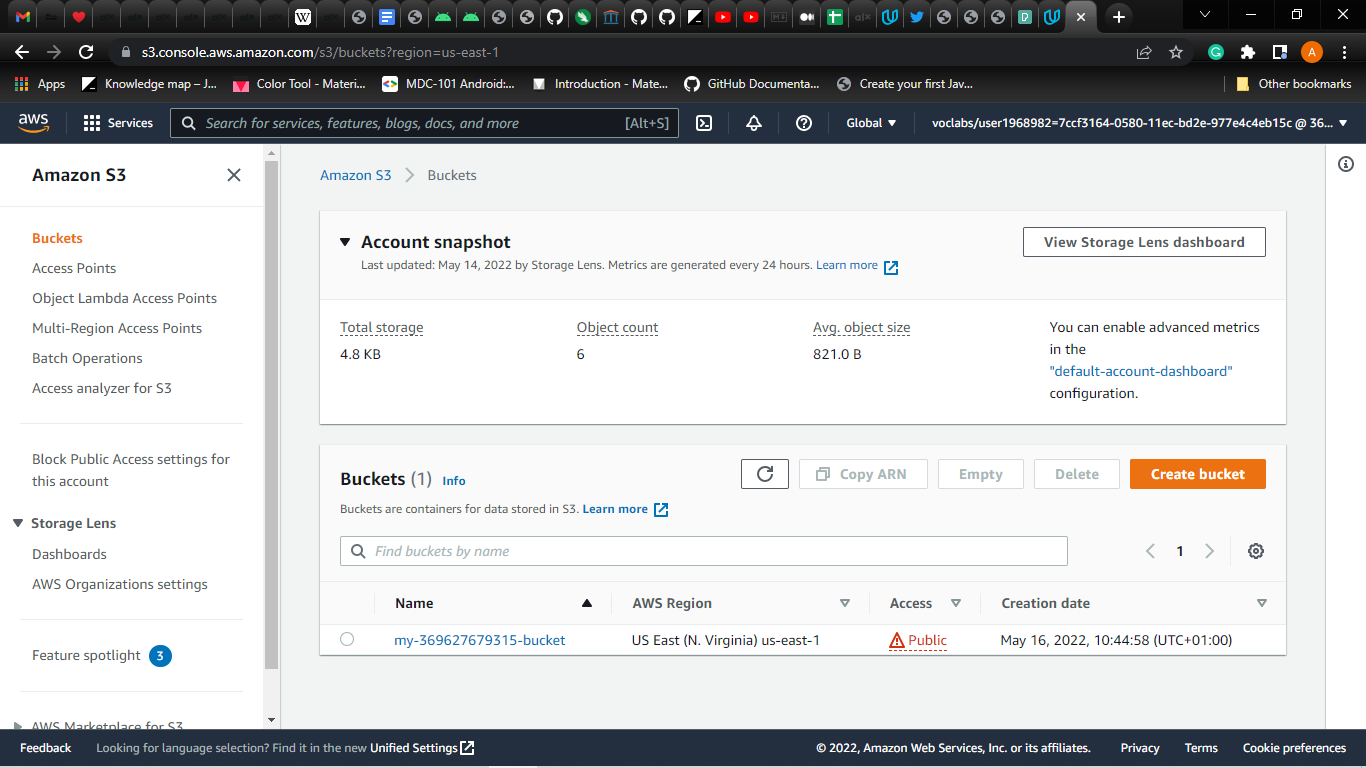 s3.console.aws.amazon.com/s3/buckets?region=us-east-1
A
Apps
Knowledge map – J...
Color Tool - Materi...
MDC-101 Android:...
Introduction - Mate...
GitHub Documenta...
Create your first Jav...
Other bookmarks
aws
Services
Search for services, features, blogs, docs, and more
[Alt+S]
Global
voclabs/user1968982=7ccf3164-0580-11ec-bd2e-977e4c4eb15c @ 36...
Amazon S3
Buckets
Access Points
Object Lambda Access Points
Multi-Region Access Points
Batch Operations
Access analyzer for S3
Block Public Access settings for
this account
Storage Lens
Dashboards
AWS Organizations settings
Feature spotlight 3
AWS Marketplace for S3
Amazon S3
Buckets
Account snapshot
View Storage Lens dashboard
Last updated: May 14, 2022 by Storage Lens. Metrics are generated every 24 hours. Learn more
Total storage
4.8 KB
Object count
6
Avg. object size
821.0 B
You can enable advanced metrics
in the
"default-account-dashboard"
configuration.
Buckets (1) Info
Copy ARN
Empty
Delete
Create bucket
Buckets are containers for data stored in S3. Learn more
Find buckets by name
1
Name
AWS Region
Access
Creation date
my-369627679315-bucket
US East (N. Virginia) us-east-1
Public
May 16, 2022, 10:44:58 (UTC+01:00)
Feedback
Looking for language selection? Find it in the new Unified Settings
© 2022, Amazon Web Services, Inc. or its affiliates.
Privacy
Terms
Cookie preferences